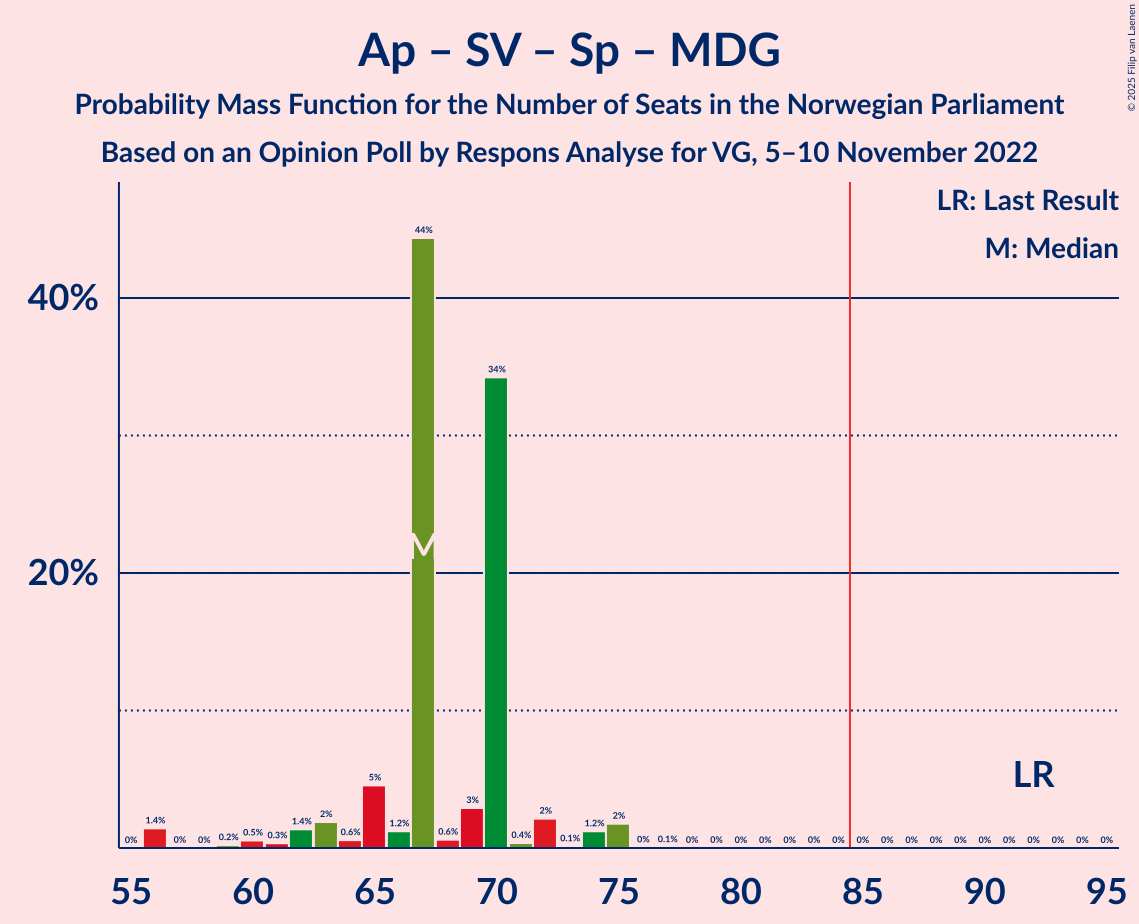 © 2025 Filip van Laenen
Ap – SV – Sp – MDG
Probability Mass Function for the Number of Seats in the Norwegian Parliament
Based on an Opinion Poll by Respons Analyse for VG, 5–10 November 2022
LR: Last Result
M: Median
40%
20%
0% 1.4% 0% 0% 0.2% 0.5% 0.3% 1.4% 2% 0.6% 5% 1.2% 44% 0.6% 3% 34% 0.4% 2% 0.1% 1.2% 2% 0% 0.1% 0% 0% 0% 0% 0% 0% 0% 0% 0% 0% 0% 0% 0% 0% 0% 0% 0% 0%
M
LR
55 60 65 70 75 80 85 90 95